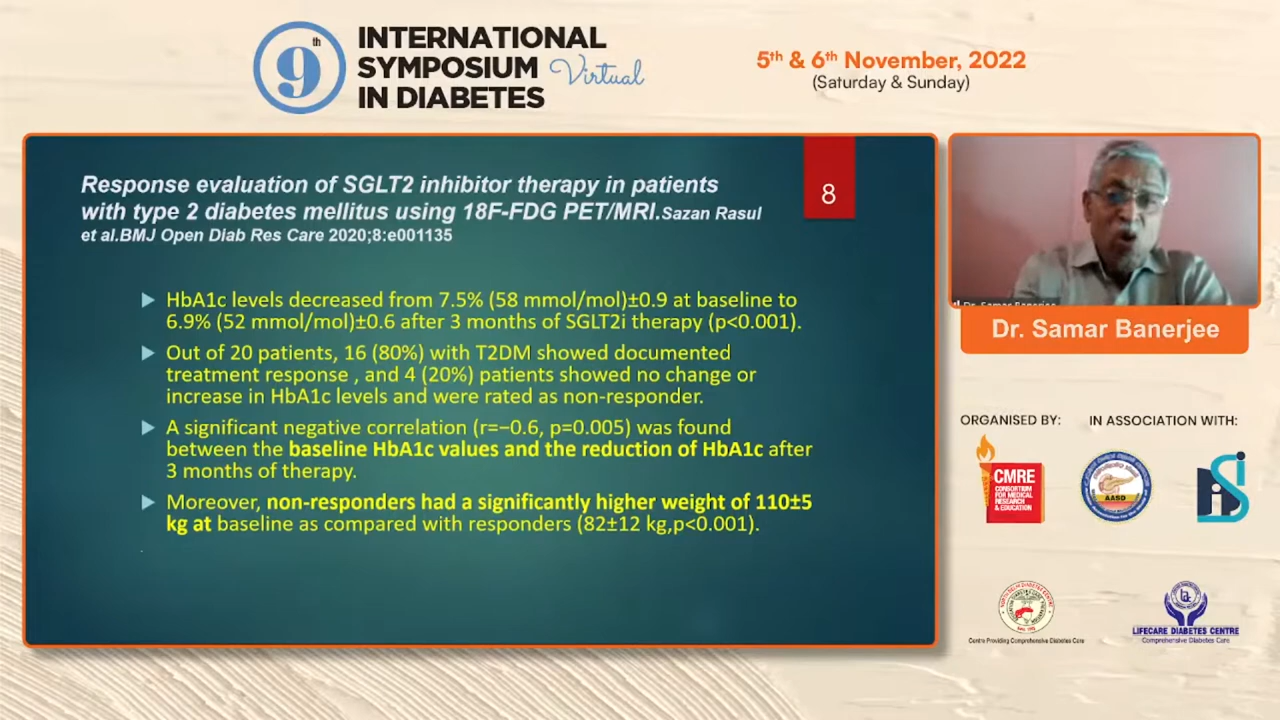 9th
INTERNATIONAL
SYMPOSIUM Virtual
IN DIABETES
5th & 6th November, 2022
(Saturday & Sunday)
Response evaluation of SGLT2 inhibitor therapy in patients
with type 2 diabetes mellitus using 18F-FDG PET/MRI.Sazan Rasul
et al.BMJ Open Diab Res Care 2020;8:e001135
8
HbA1c levels decreased from 7.5% (58 mmol/mol)±0.9 at baseline to
6.9% (52 mmol/mol)±0.6 after 3 months of SGLT2i therapy (p<0.001).
Out of 20 patients, 16 (80%) with T2DM showed documented
treatment response , and 4 (20%) patients showed no change or
increase in HbA1c levels and were rated as non-responder.
A significant negative correlation (r=−0.6, p=0.005) was found
between the baseline HbA1c values and the reduction of HbA1c after
3 months of therapy.
Moreover, non-responders had a significantly higher weight of 110±5
kg at baseline as compared with responders (82±12 kg,p<0.001).
Dr. Samar Banerjee
Dr. Samar Banerjee
ORGANISED BY:
IN ASSOCIATION WITH:
CMRE
CONSORTIUM
FOR MEDICAL
RESEARCH
& EDUCATION
AASD
Centre Providing Comprehensive Diabetes Care
LIFECARE DIABETES CENTRE
Comprehensive Diabetes Care